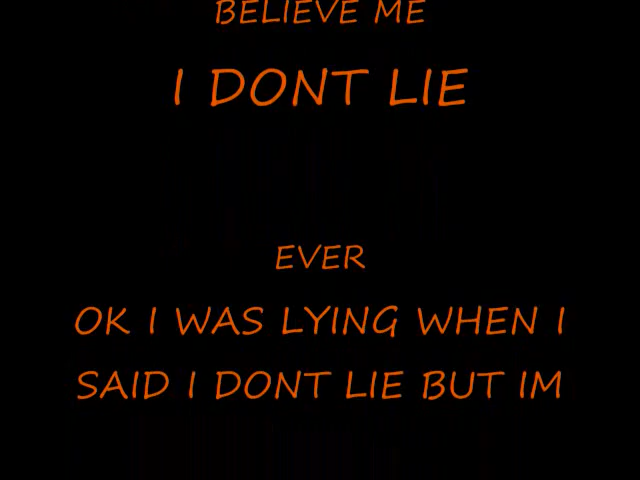 BELIEVE ME
I DONT LIE
EVER
OK I WAS LYING WHEN I
SAID I DONT LIE BUT IM